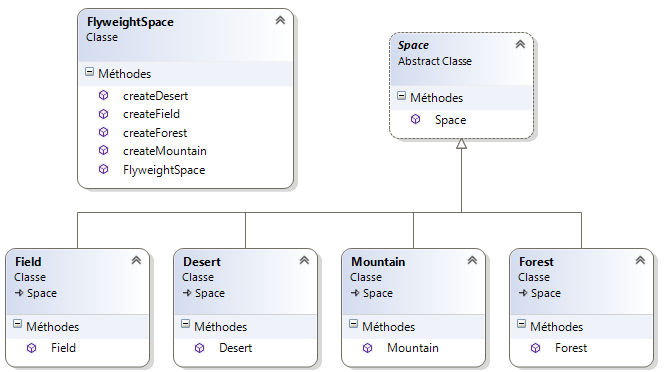 FlyweightSpace
Classe
Méthodes
createDesert
createField
createForest
createMountain
FlyweightSpace
Space
Abstract Classe
Méthodes
Space
Field
Classe
Space
Méthodes
Field
Desert
Classe
Space
Méthodes
Desert
Mountain
Classe
Space
Méthodes
Mountain
Forest
Classe
Space
Méthodes
Forest